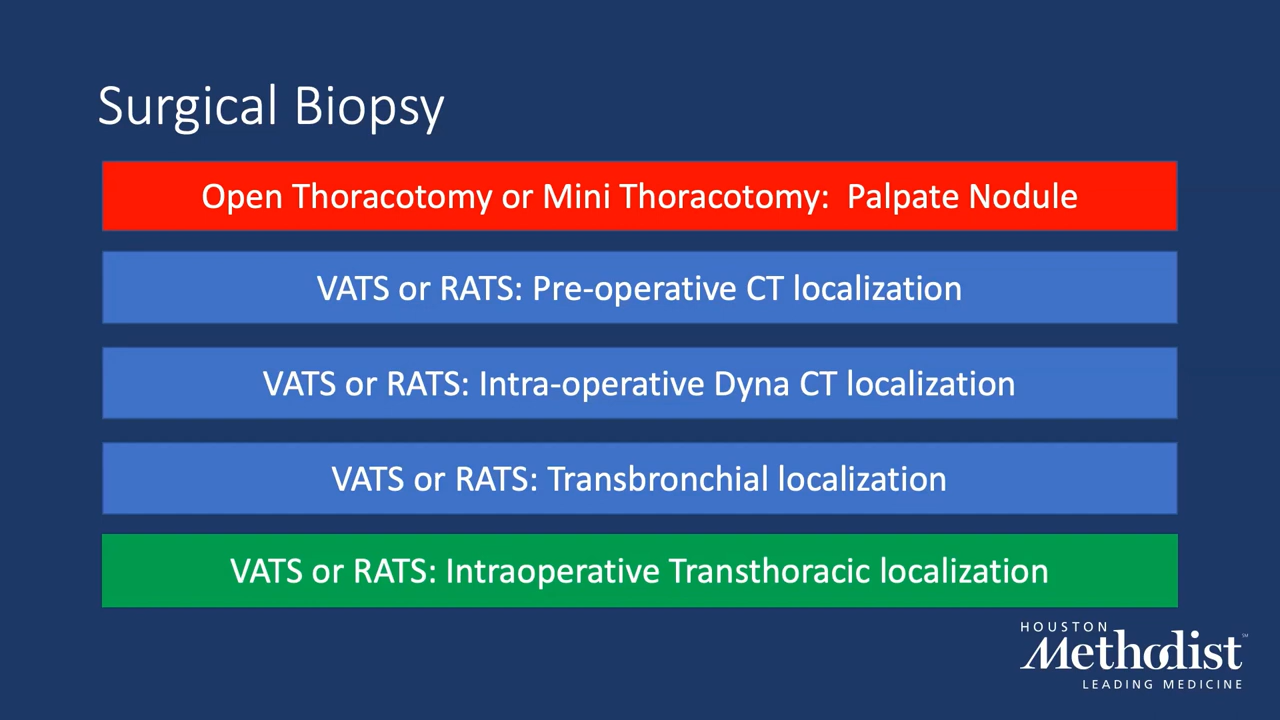 Surgical Biopsy
Open Thoracotomy or Mini Thoracotomy:  Palpate Nodule
VATS or RATS: Pre-operative CT localization
VATS or RATS: Intra-operative Dyna CT localization
VATS or RATS: Transbronchial localization
VATS or RATS: Intraoperative Transthoracic localization
HOUSTON
Methodist℠
LEADING MEDICINE